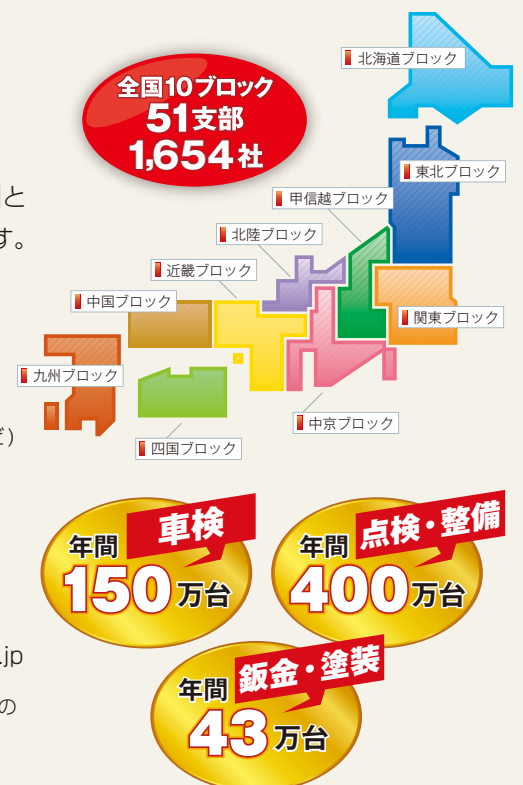 全国10ブロック
51支部
1,654社
北海道ブロック
東北ブロック
甲信越ブロック
と
北陸ブロック
す。
近畿ブロック
中国ブロック
関東ブロック
九州ブロック
中京ブロック
)
四国ブロック
年間 車検
150万台
年間 点検・整備
400万台
.jp
年間 鈑金・塗装
の
43万台